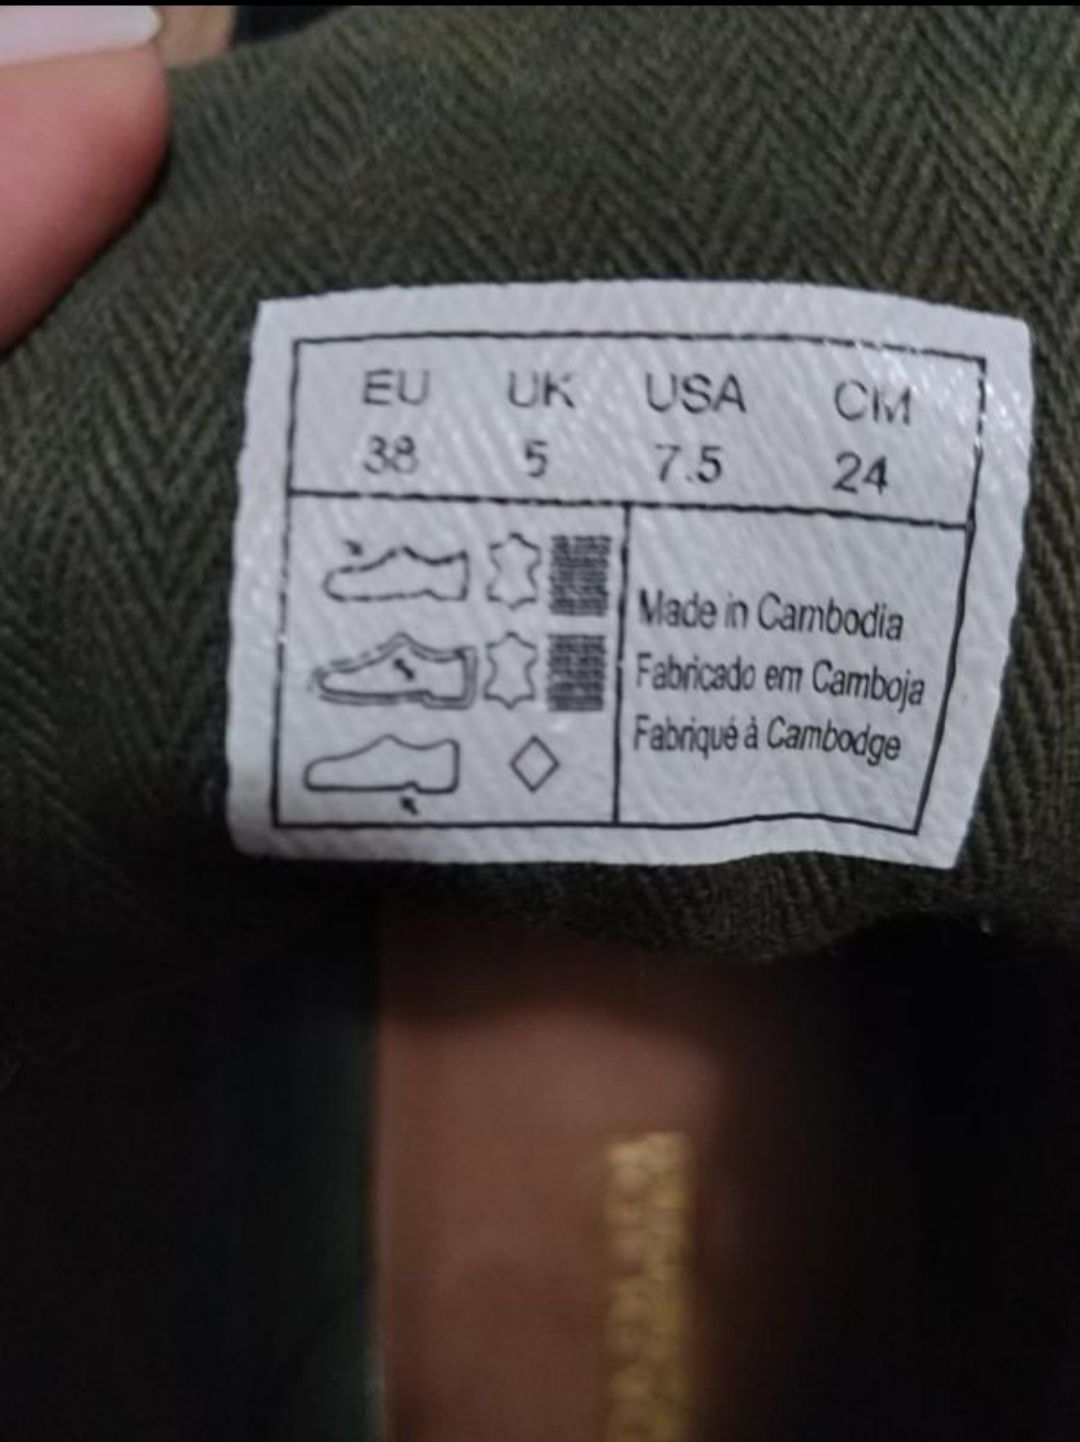 EU UK USA CM
38 5 7.5 24
Made in Cambodia
Fabricado em Camboja
Fabriqué à Cambodge